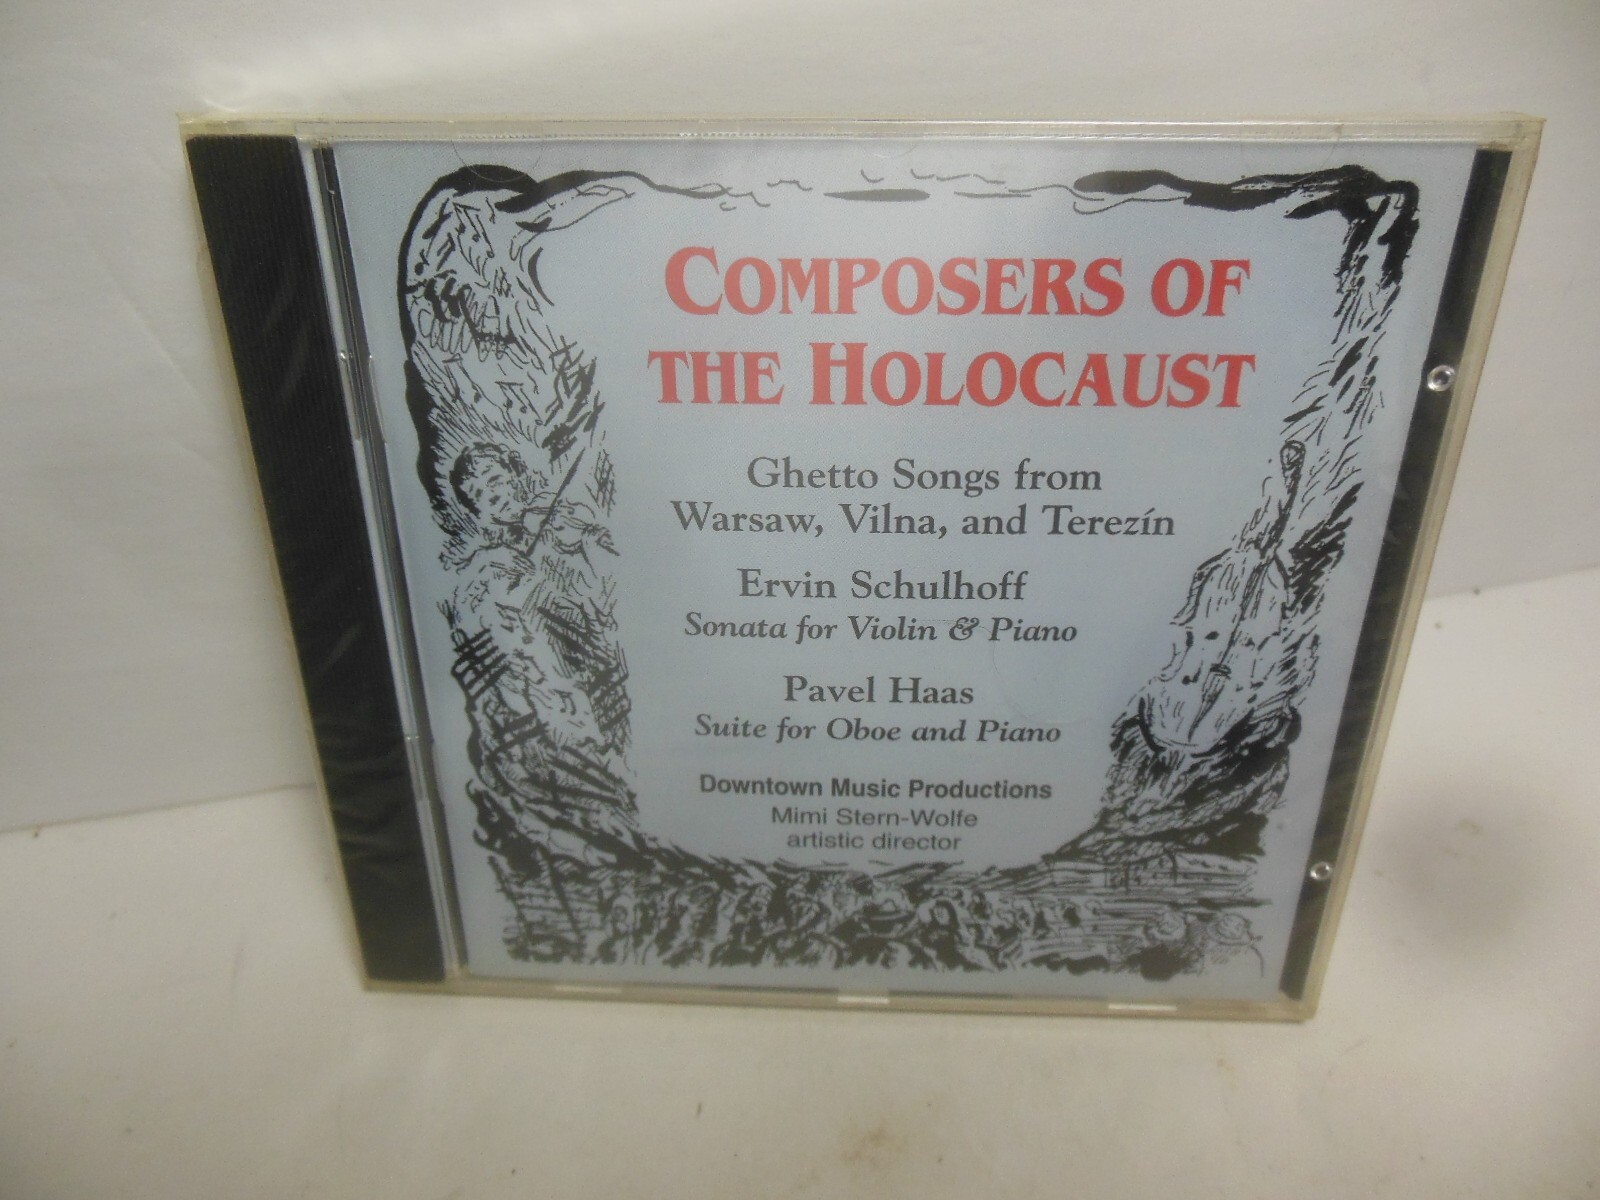 COMPOSERS OF
THE HOLOCAUST
Ghetto Songs from
Warsaw, Vilna, and Terezín
Ervin Schulhoff
Sonata for Violin & Piano
Pavel Haas
Suite for Oboe and Piano
Downtown Music Productions
Mimi Stern-Wolfe
artistic director